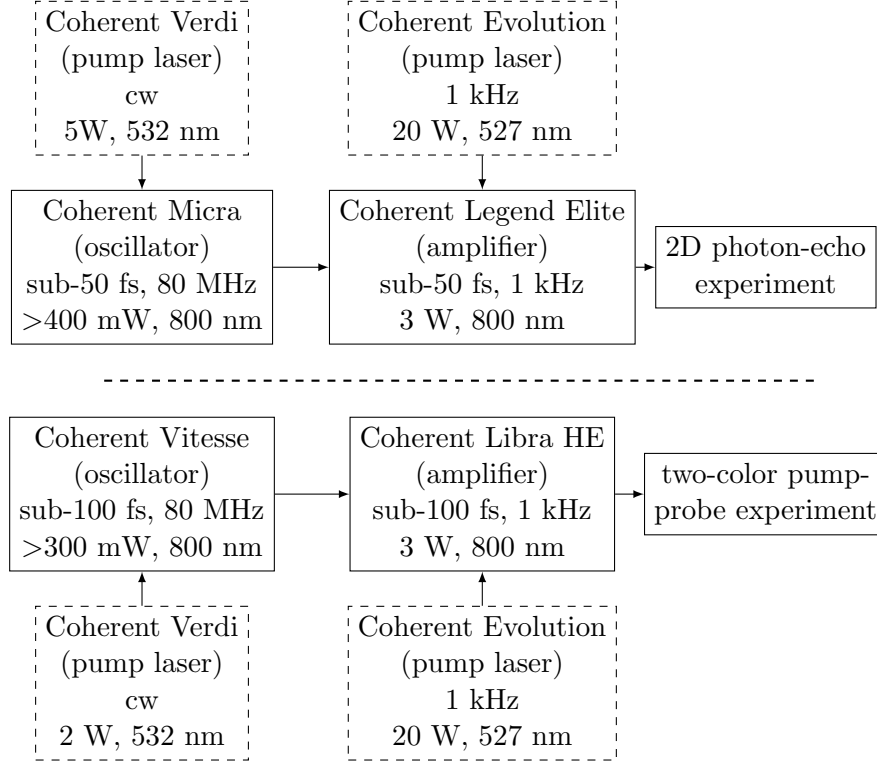 Coherent Verdi
(pump laser)
cw
5W, 532 nm
Coherent Evolution
(pump laser)
1 kHz
20 W, 527 nm
Coherent Micra
(oscillator)
sub-50 fs, 80 MHz
>400 mW, 800 nm
Coherent Legend Elite
(amplifier)
sub-50 fs, 1 kHz
3 W, 800 nm
2D photon-echo
experiment
Coherent Vitesse
(oscillator)
sub-100 fs, 80 MHz
>300 mW, 800 nm
Coherent Libra HE
(amplifier)
sub-100 fs, 1 kHz
3 W, 800 nm
two-color pump-
probe experiment
Coherent Verdi
(pump laser)
cw
2 W, 532 nm
Coherent Evolution
(pump laser)
1 kHz
20 W, 527 nm